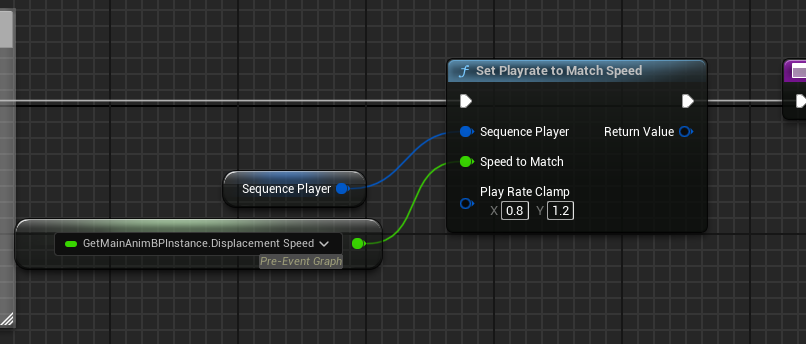 f Set Playrate to Match Speed
Sequence Player
Return Value
Speed to Match
Play Rate Clamp
X 0.8 Y 1.2
Sequence Player
GetMainAnimBPInstance.Displacement Speed
Pre-Event Graph